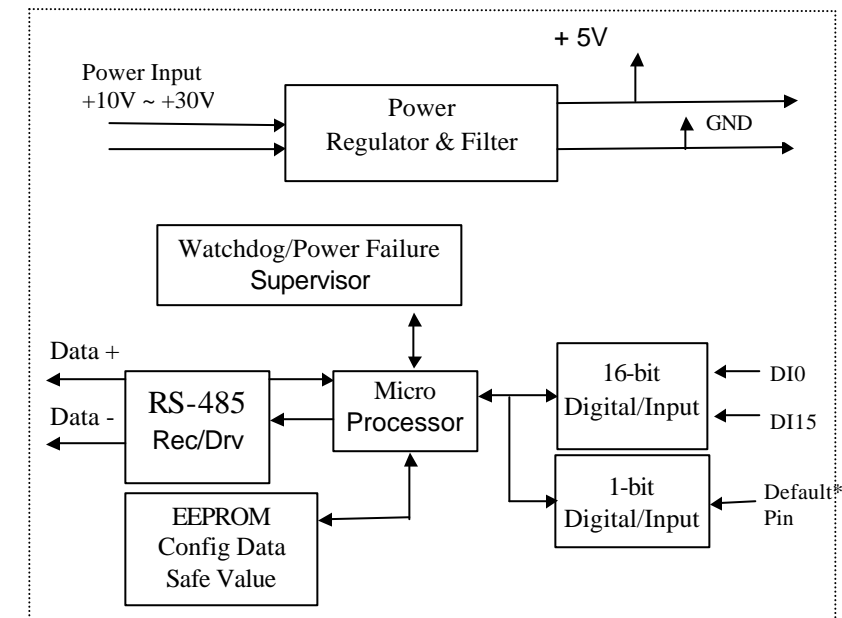 + 5V
Power Input
+10V ~ +30V
Power
Regulator & Filter
GND
Watchdog/Power Failure
Supervisor
Data +
Data -
RS-485
Rec/Drv
Micro
Processor
16-bit
Digital/Input
DI0
DI15
1-bit
Digital/Input
Default*
Pin
EEPROM
Config Data
Safe Value